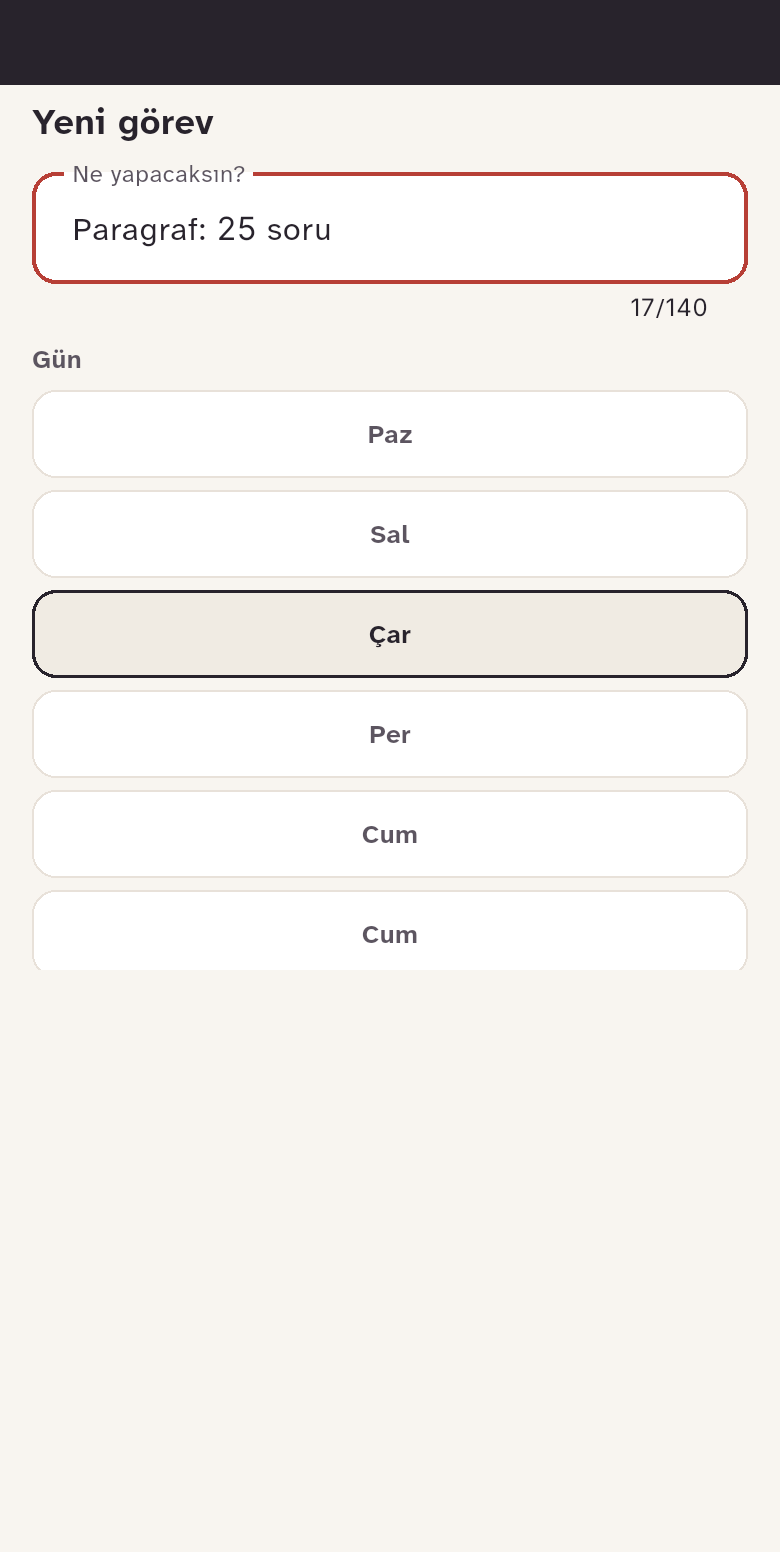 Yeni görev
Ne yapacaksın?
Paragraf: 25 soru
17/140
Gün
Paz
Sal
Çar
Per
Cum
Cum